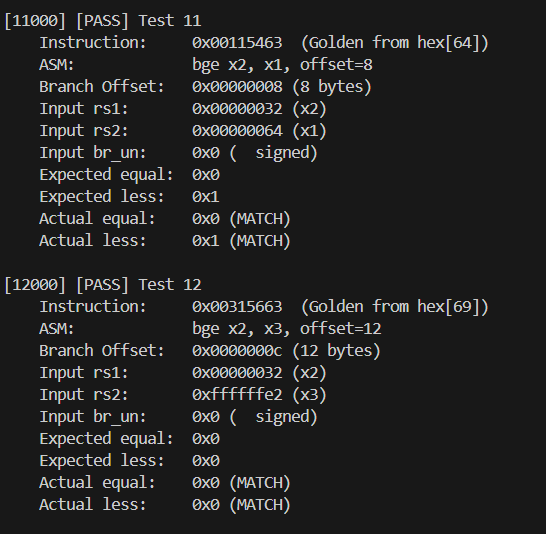 [11000] [PASS] Test 11
Instruction: 0x00115463 (Golden from hex[64])
ASM: bge x2, x1, offset=8
Branch Offset: 0x00000008 (8 bytes)
Input rs1: 0x00000032 (x2)
Input rs2: 0x00000064 (x1)
Input br_un: 0x0 (  signed)
Expected equal: 0x0
Expected less: 0x1
Actual equal: 0x0 (MATCH)
Actual less: 0x1 (MATCH)
[12000] [PASS] Test 12
Instruction: 0x00315663 (Golden from hex[69])
ASM: bge x2, x3, offset=12
Branch Offset: 0x0000000c (12 bytes)
Input rs1: 0x00000032 (x2)
Input rs2: 0xffffffe2 (x3)
Input br_un: 0x0 (  signed)
Expected equal: 0x0
Expected less: 0x0
Actual equal: 0x0 (MATCH)
Actual less: 0x0 (MATCH)